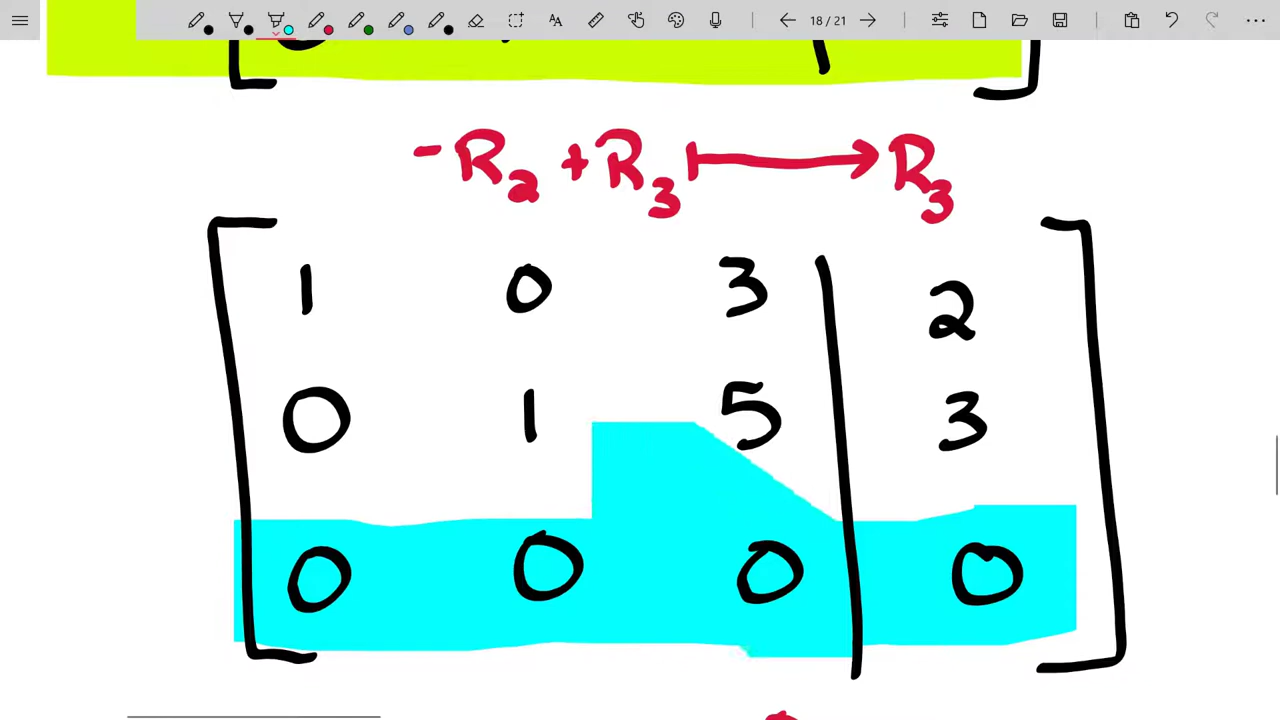 18 / 21
-R₂ + R₃ ↦ R₃
1 0 3 | 2
0 1 5 | 3
0 0 0 | 0